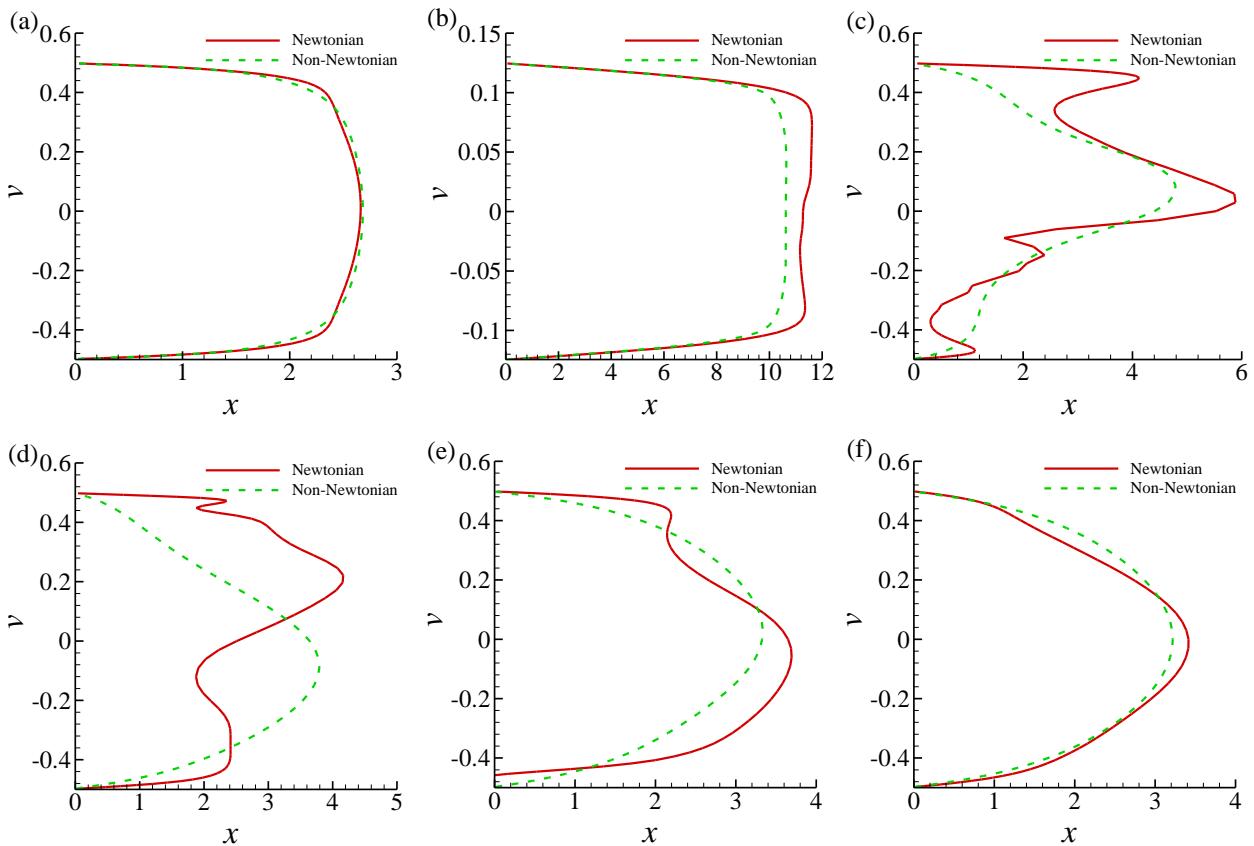 (a)
0.6
0.4
0.2
0
-0.2
-0.4
v
Newtonian
Non-Newtonian
0 1 2 3
x
(b)
0.15
0.1
0.05
0
-0.05
-0.1
v
Newtonian
Non-Newtonian
0 2 4 6 8 10 12
x
(c)
0.6
0.4
0.2
0
-0.2
-0.4
v
Newtonian
Non-Newtonian
0 2 4 6
x
(d)
0.6
0.4
0.2
0
-0.2
-0.4
v
Newtonian
Non-Newtonian
0 1 2 3 4 5
x
(e)
0.6
0.4
0.2
0
-0.2
-0.4
v
Newtonian
Non-Newtonian
0 1 2 3 4
x
(f)
0.6
0.4
0.2
0
-0.2
-0.4
v
Newtonian
Non-Newtonian
0 1 2 3 4
x